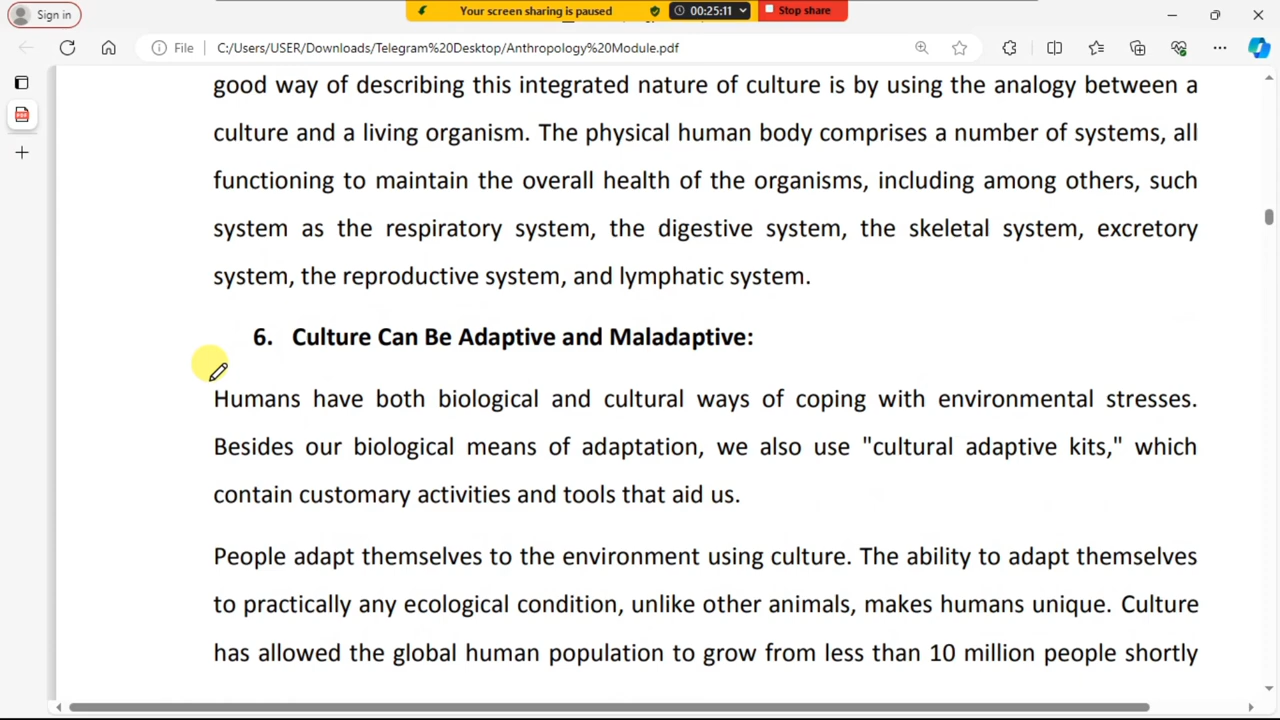 Sign in
Your screen sharing is paused
00:25:11
Stop share
File
C:/Users/USER/Downloads/Telegram%20Desktop/Anthropology%20Module.pdf
good way of describing this integrated nature of culture is by using the analogy between a
culture and a living organism. The physical human body comprises a number of systems, all
functioning to maintain the overall health of the organisms, including among others, such
system as the respiratory system, the digestive system, the skeletal system, excretory
system, the reproductive system, and lymphatic system.
6. Culture Can Be Adaptive and Maladaptive:
Humans have both biological and cultural ways of coping with environmental stresses.
Besides our biological means of adaptation, we also use "cultural adaptive kits," which
contain customary activities and tools that aid us.
People adapt themselves to the environment using culture. The ability to adapt themselves
to practically any ecological condition, unlike other animals, makes humans unique. Culture
has allowed the global human population to grow from less than 10 million people shortly